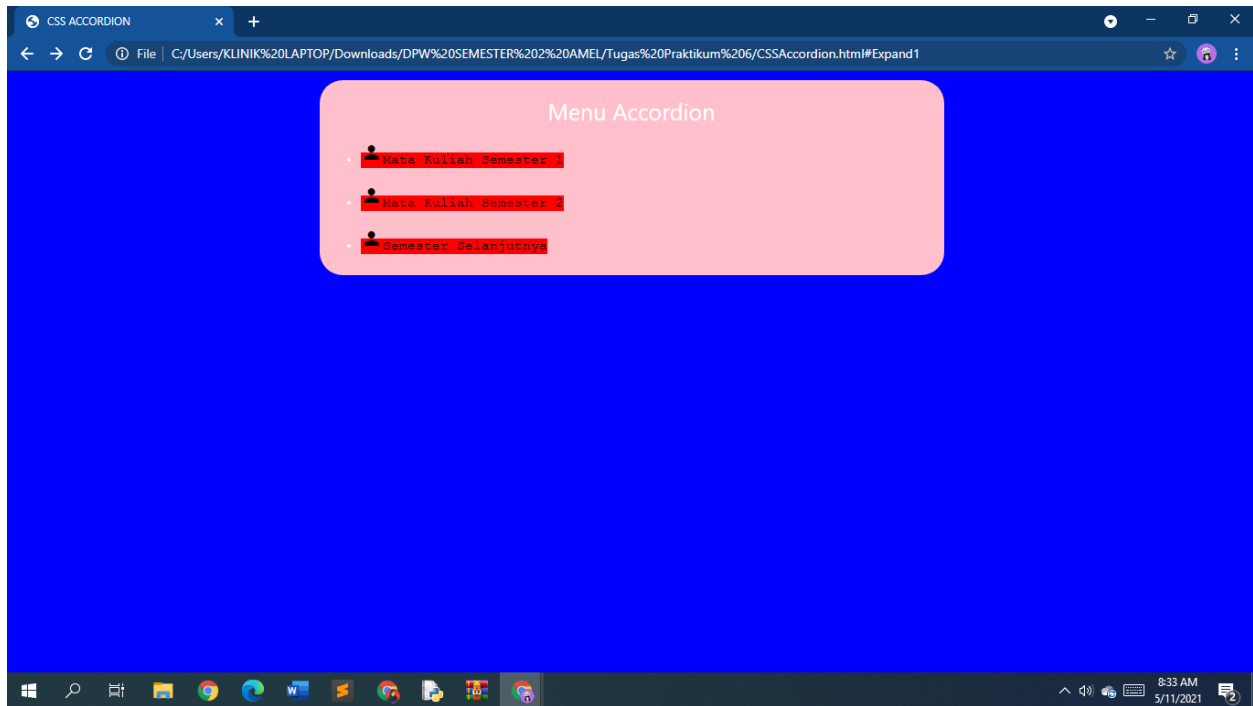 CSS ACCORDION
File | C:/Users/KLINIK%20LAPTOP/Downloads/DPW%20SEMESTER%202%20AMEL/Tugas%20Praktikum%206/CSSAccordion.html#Expand1
Menu Accordion
Mata Kuliah Semester 1
Mata Kuliah Semester 2
Semester Selanjutnya
8:33 AM
5/11/2021
2